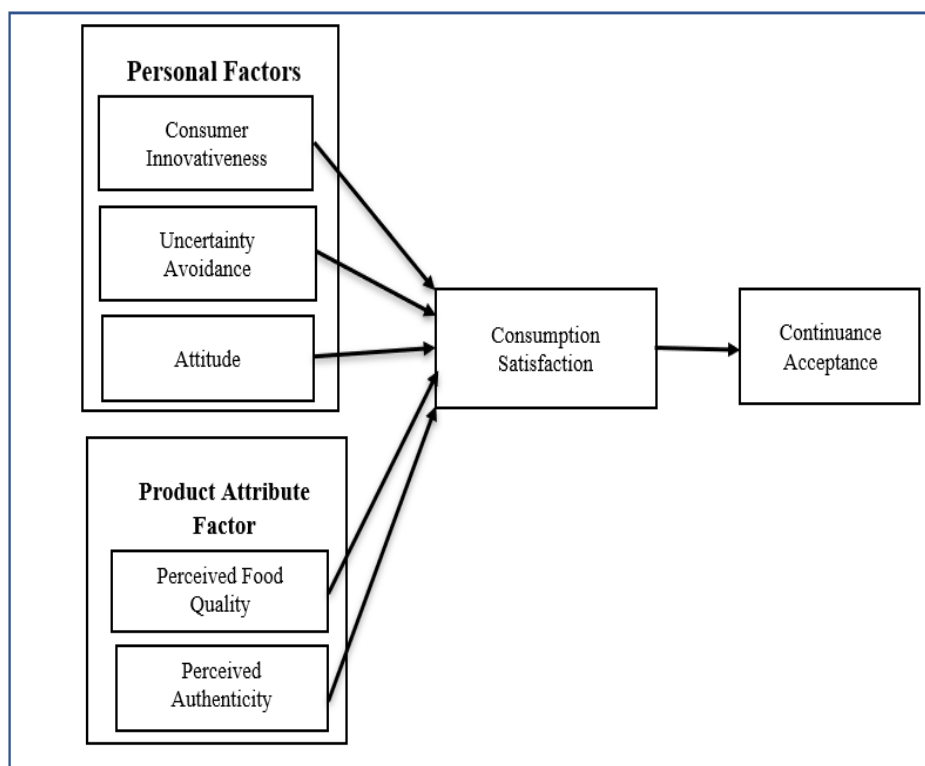 Personal Factors
Consumer
Innovativeness
Uncertainty
Avoidance
Attitude
Product Attribute
Factor
Perceived Food
Quality
Perceived
Authenticity
Consumption
Satisfaction
Continuance
Acceptance